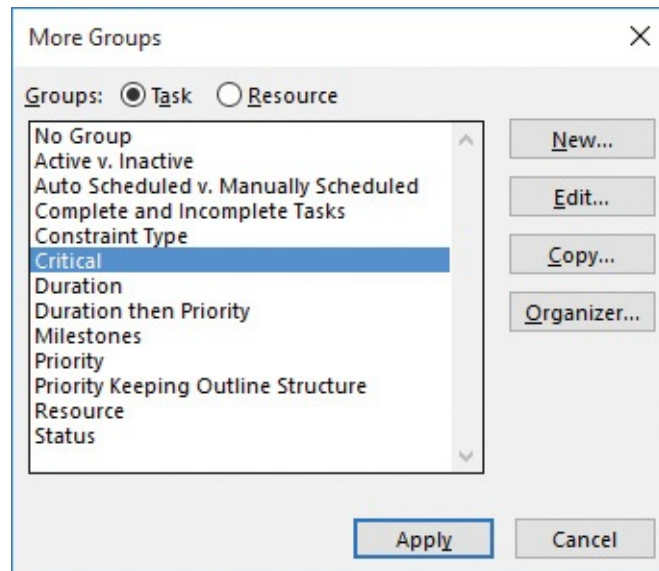 More Groups
Groups: Task Resource
No Group
Active v. Inactive
Auto Scheduled v. Manually Scheduled
Complete and Incomplete Tasks
Constraint Type
Critical
Duration
Duration then Priority
Milestones
Priority
Priority Keeping Outline Structure
Resource
Status
New...
Edit...
Copy...
Organizer...
Apply Cancel